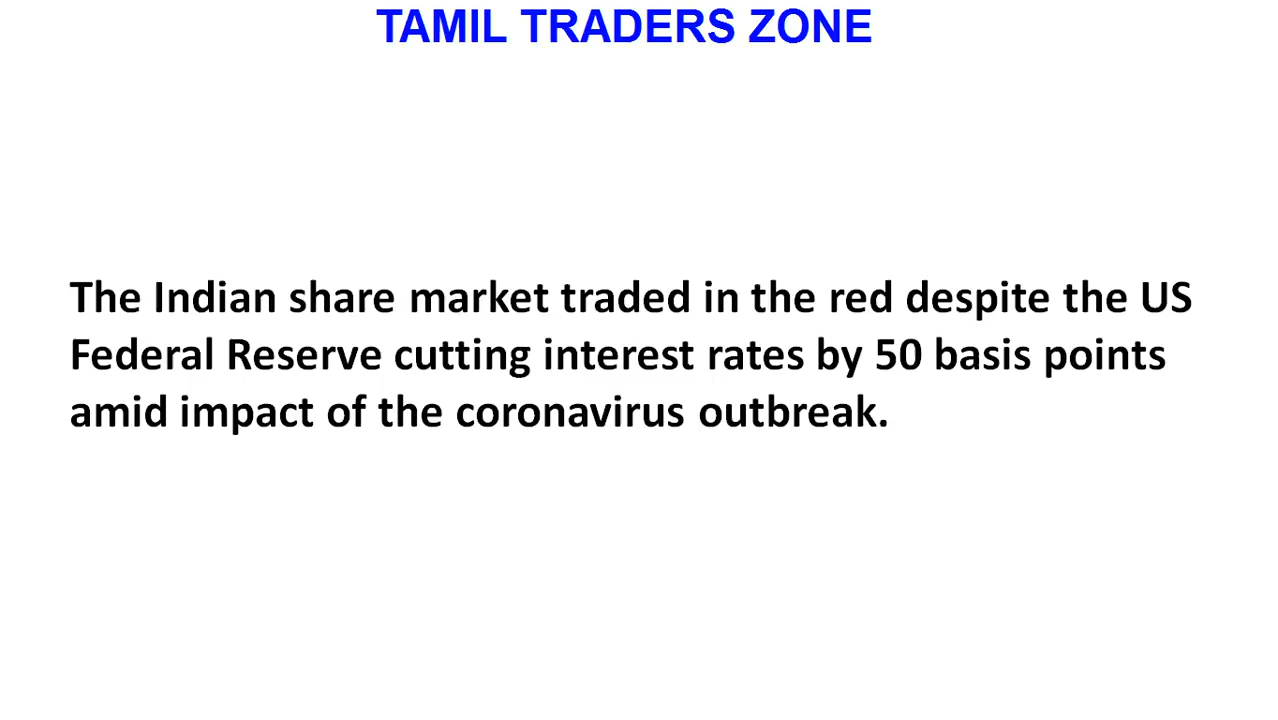 TAMIL TRADERS ZONE
The Indian share market traded in the red despite the US
Federal Reserve cutting interest rates by 50 basis points
amid impact of the coronavirus outbreak.